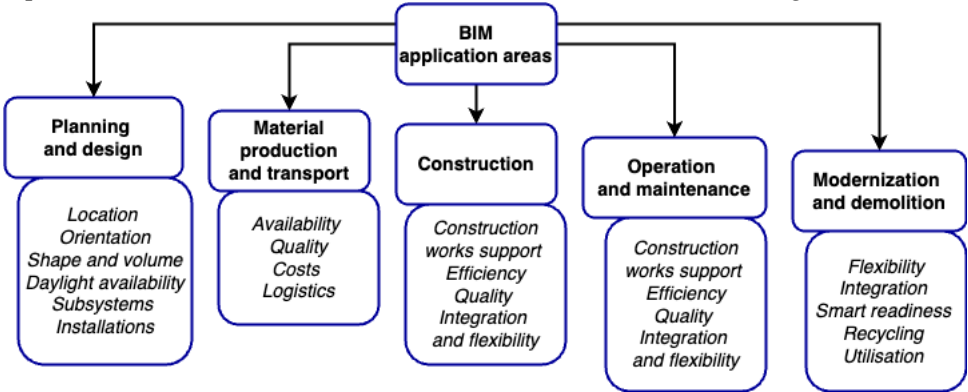 BIM
application areas
Planning
and design
Location
Orientation
Shape and volume
Daylight availability
Subsystems
Installations
Material
production
and transport
Availability
Quality
Costs
Logistics
Construction
Construction
works support
Efficiency
Quality
Integration
and flexibility
Operation
and maintenance
Construction
works support
Efficiency
Quality
Integration
and flexibility
Modernization
and demolition
Flexibility
Integration
Smart readiness
Recycling
Utilisation